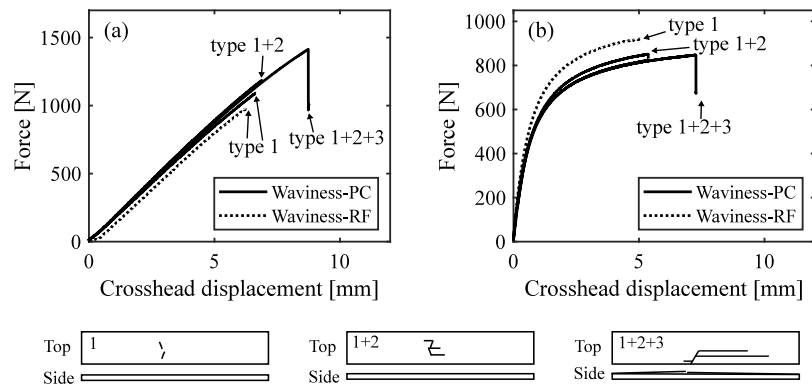 (a)
type 1+2
type 1
type 1+2+3
Waviness-PC
Waviness-RF
Force [N]
1500
1000
500
0
0
5
10
Crosshead displacement [mm]
(b)
type 1
type 1+2
type 1+2+3
Waviness-PC
Waviness-RF
Force [N]
1000
800
600
400
200
0
0
5
10
Crosshead displacement [mm]
Top
1
Side
Top
1+2
Side
Top
1+2+3
Side